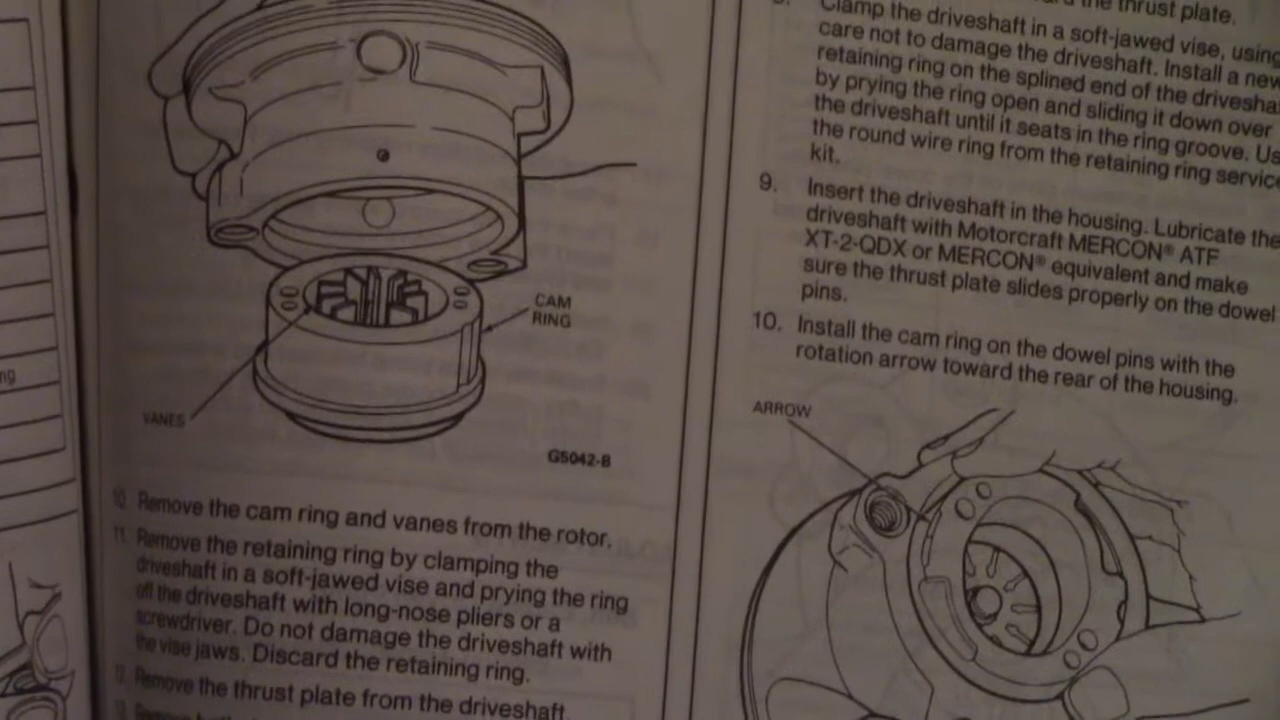 ng
CAM
RING
VANES
G5042-B
10. Remove the cam ring and vanes from the rotor.
11. Remove the retaining ring by clamping the
driveshaft in a soft-jawed vise and prying the ring
off the driveshaft with long-nose pliers or a
screwdriver. Do not damage the driveshaft with
the vise jaws. Discard the retaining ring.
12. Remove the thrust plate from the driveshaft.
13. Remove
the thrust plate.
Clamp the driveshaft in a soft-jawed vise, using
care not to damage the driveshaft. Install a new
retaining ring on the splined end of the drivesha
by prying the ring open and sliding it down over
the driveshaft until it seats in the ring groove. Us
the round wire ring from the retaining ring service
kit.
9. Insert the driveshaft in the housing. Lubricate the
driveshaft with Motorcraft MERCON® ATF
XT-2-QDX or MERCON® equivalent and make
sure the thrust plate slides properly on the dowel
pins.
10. Install the cam ring on the dowel pins with the
rotation arrow toward the rear of the housing.
ARROW